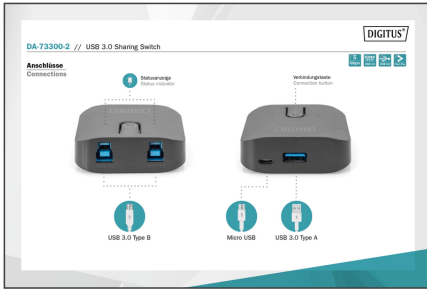 DIGITUS®
DA-73300-2 // USB 3.0 Sharing Switch
Anschlüsse
Connections
Statusanzeige
Status indicator
Verbindungstaste
Connection button
USB 3.0 Type B
Micro USB
USB 3.0 Type A